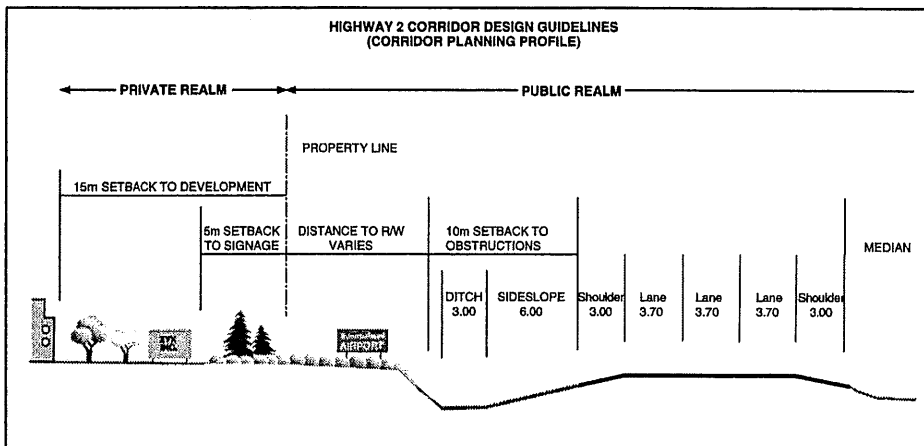 HIGHWAY 2 CORRIDOR DESIGN GUIDELINES
(CORRIDOR PLANNING PROFILE)
PRIVATE REALM
PUBLIC REALM
PROPERTY LINE
15m SETBACK TO DEVELOPMENT
5m SETBACK
TO SIGNAGE
DISTANCE TO R/W
VARIES
10m SETBACK TO
OBSTRUCTIONS
MEDIAN
DITCH
3.00
SIDESLOPE
6.00
Shoulder
3.00
Lane
3.70
Lane
3.70
Lane
3.70
Shoulder
3.00
XYZ
INC.
AIRPORT